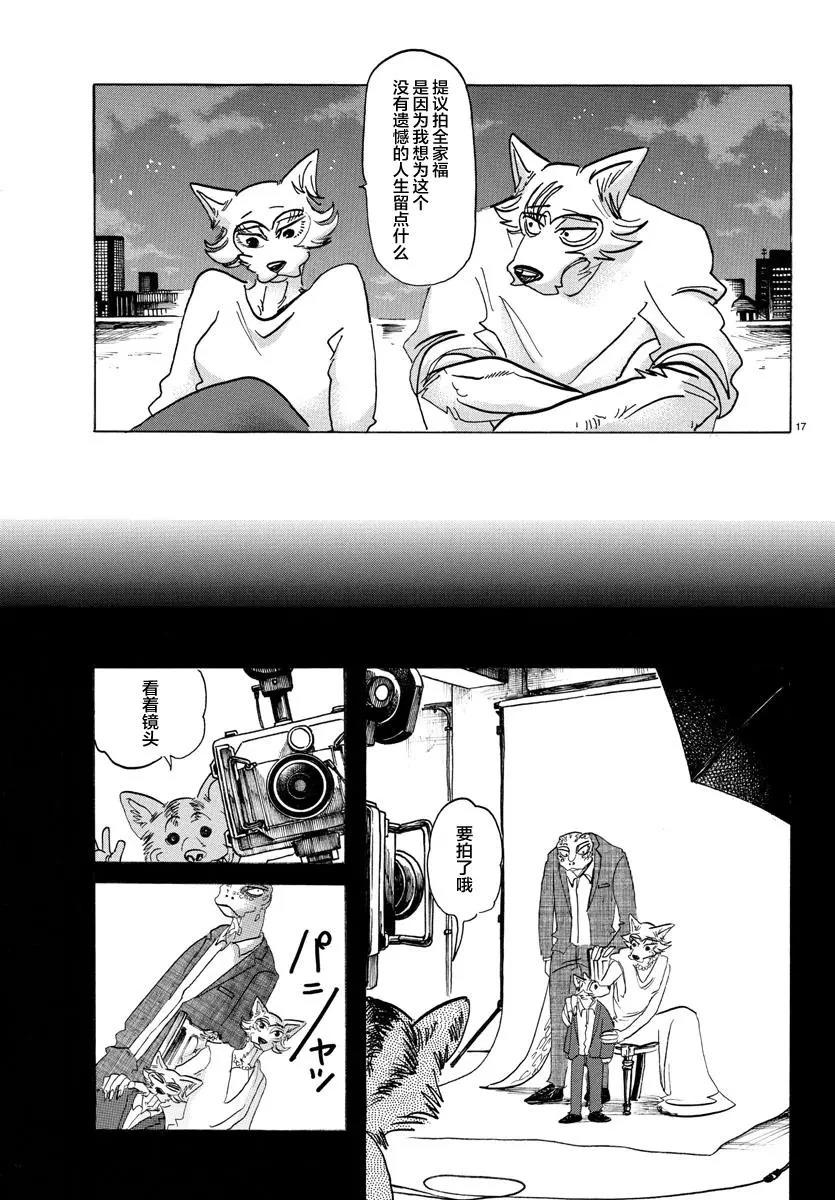 提议拍全家福
是因为我想为这个
没有遗憾的人生留点什么
17
要拍了哦
看着镜头
パニャッ